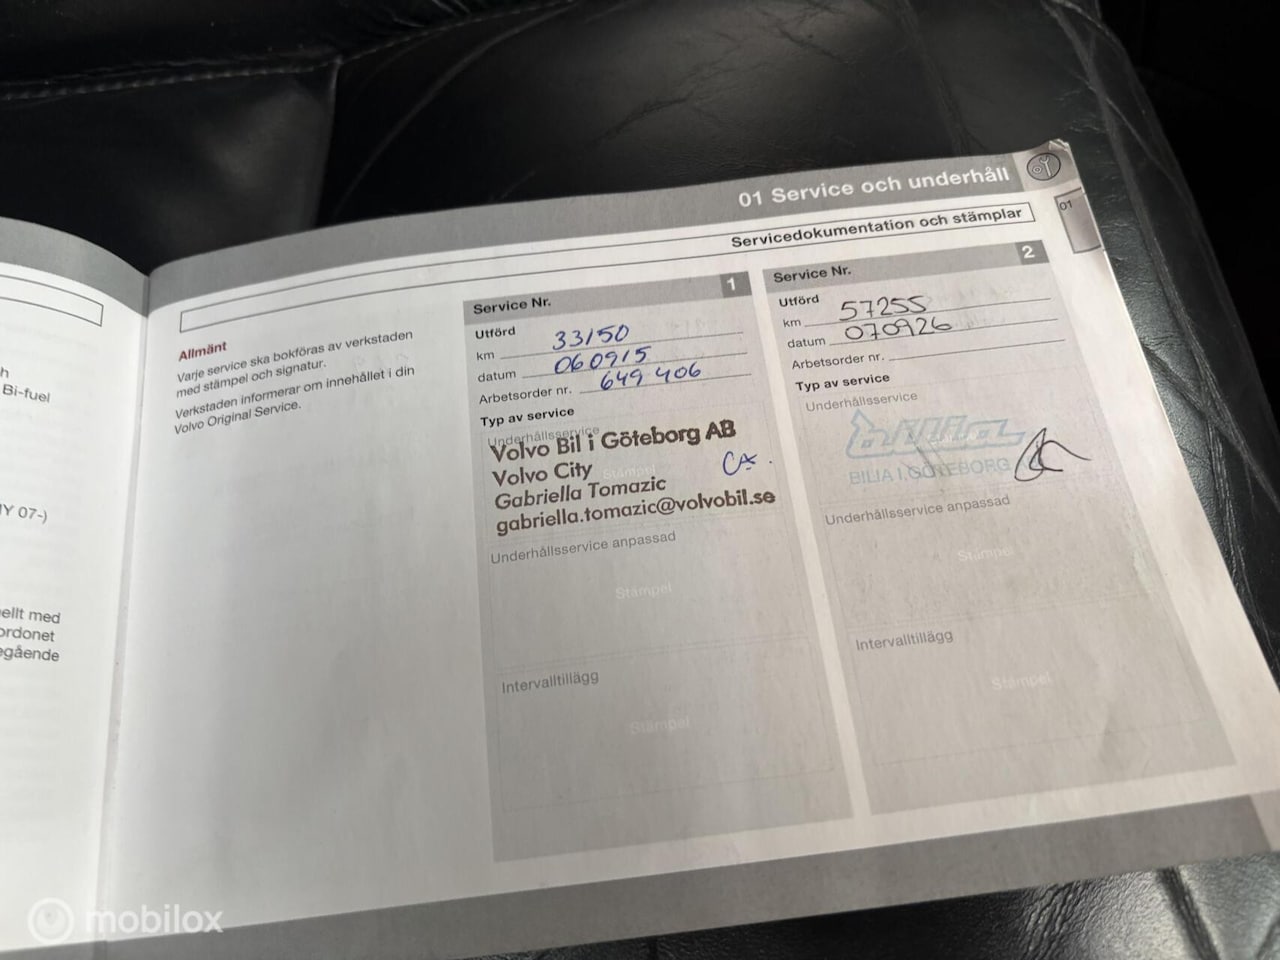 01 Service och underhåll
01
Servicedokumentation och stämplar
h
Bi-fuel
Y 07-)
ellt med
ordonet
egående
Allmänt
Varje service ska bokföras av verkstaden
med stämpel och signatur.
Verkstaden informerar om innehållet i din
Volvo Original Service.
Service Nr. 1
Utförd
km 33150
datum 060915
Arbetsorder nr. 649 406
Typ av service
Underhållsservice
Volvo Bil i Göteborg AB
Volvo City
Stämpel
Gabriella Tomazic
gabriella.tomazic@volvobil.se
Underhållsservice anpassad
Stämpel
Intervalltillägg
Stämpel
Service Nr. 2
Utförd
km 57255
datum 070926
Arbetsorder nr.
Typ av service
Underhållsservice
bilia
BILIA I GÖTEBORG
Underhållsservice anpassad
Stämpel
Intervalltillägg
Stämpel
mobilox